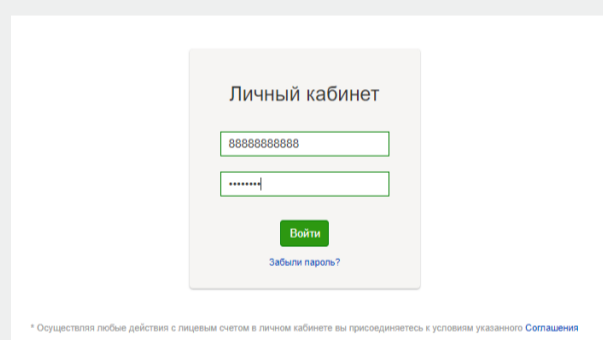 Личный кабинет
88888888888
••••••••
Войти
Забыли пароль?
* Осуществляя любые действия с лицевым счетом в личном кабинете вы присоединяетесь к условиям указанного Соглашения